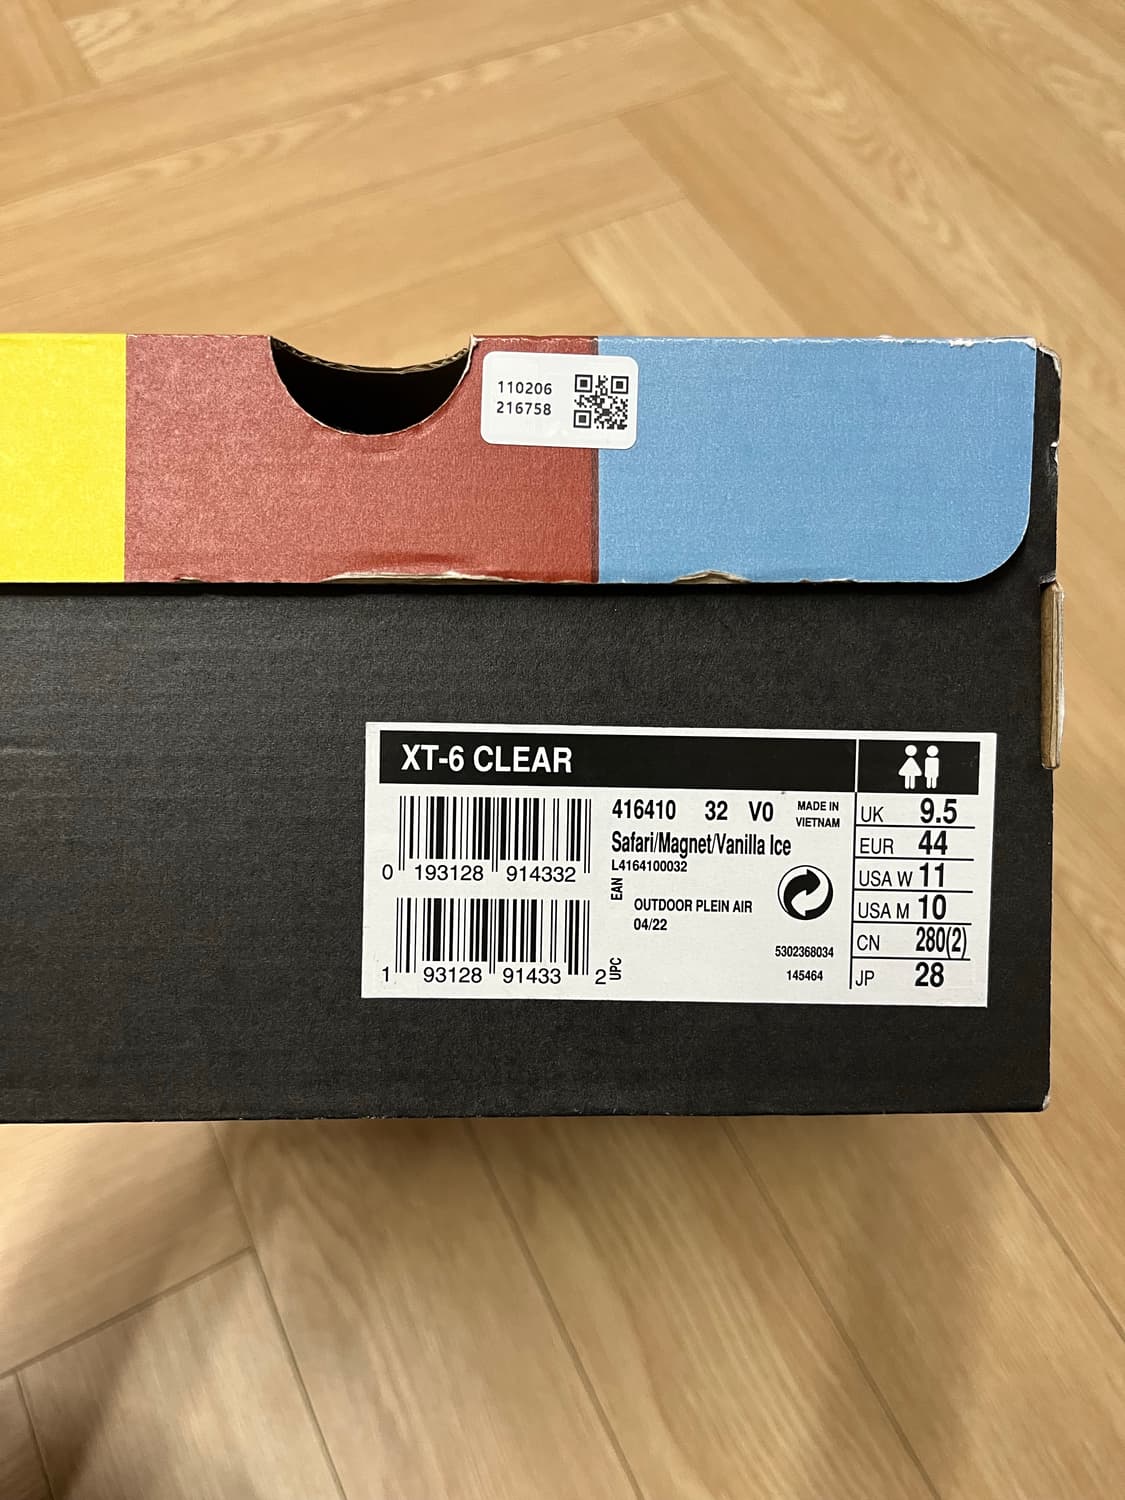 110206
216758
XT-6 CLEAR
0 193128 914332
EAN
1 93128 91433 2
UPC
416410 32 V0
MADE IN
VIETNAM
Safari/Magnet/Vanilla Ice
L4164100032
OUTDOOR PLEIN AIR
04/22
5302368034
145464
UK 9.5
EUR 44
USA W 11
USA M 10
CN 280(2)
JP 28